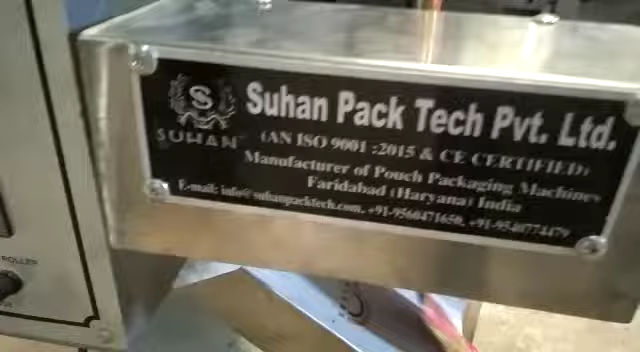 S
SUHAN
Suhan Pack Tech Pvt. Ltd.
(AN ISO 9001 :2015 & CE CERTIFIED)
Manufacturer of Pouch Packaging Machines
Faridabad (Haryana) India
E-mail: info@suhanpacktech.com, +91-9560471650, +91-9540774479
ROLLER